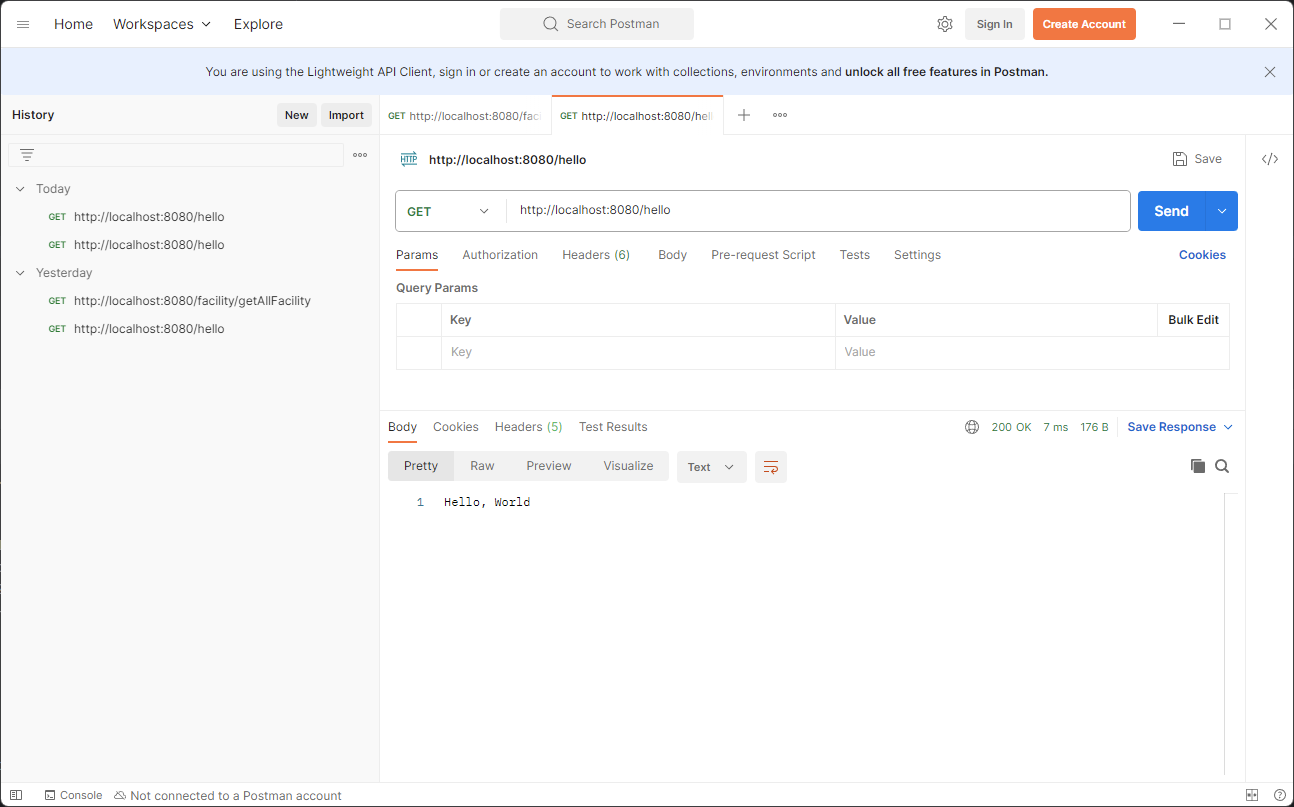 Home Workspaces Explore Search Postman Sign In Create Account
You are using the Lightweight API Client, sign in or create an account to work with collections, environments and unlock all free features in Postman.
History New Import
GET http://localhost:8080/fac GET http://localhost:8080/hell
http://localhost:8080/hello Save </>
Today
GET http://localhost:8080/hello
GET http://localhost:8080/hello
Yesterday
GET http://localhost:8080/facility/getAllFacility
GET http://localhost:8080/hello
GET http://localhost:8080/hello Send
Params Authorization Headers (6) Body Pre-request Script Tests Settings Cookies
Query Params
Key Value Bulk Edit
Key Value
Body Cookies Headers (5) Test Results 200 OK 7 ms 176 B Save Response
Pretty Raw Preview Visualize Text
1 Hello, World
Console Not connected to a Postman account